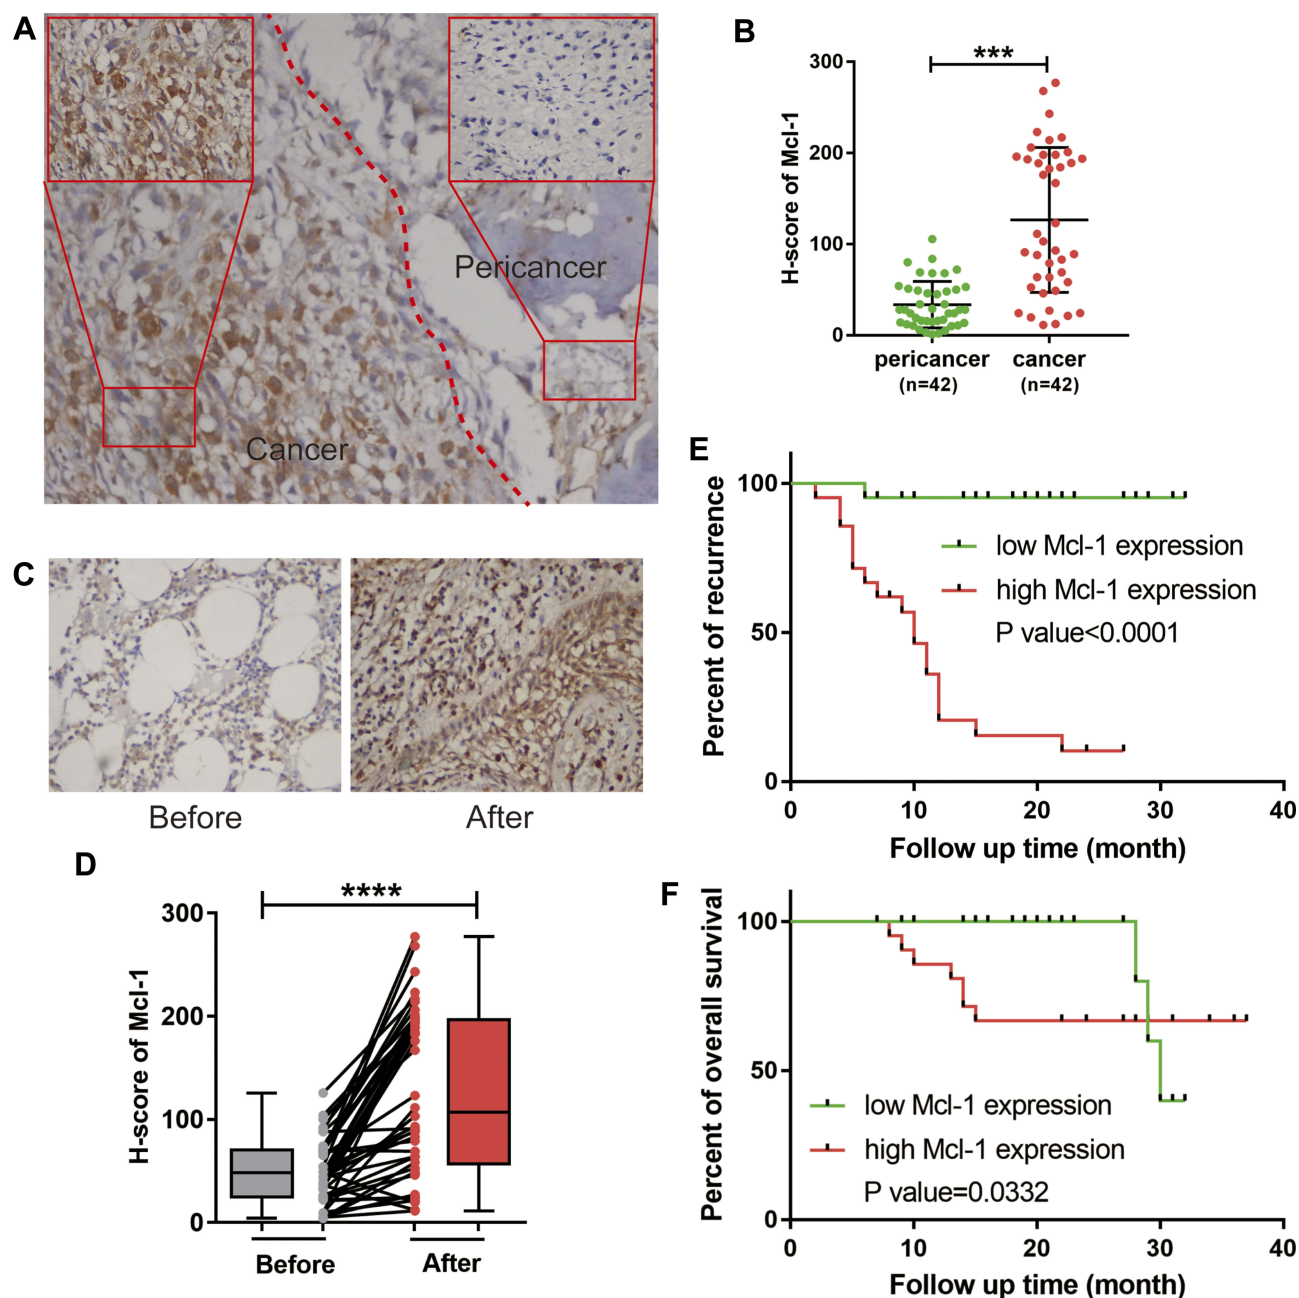 A
Pericancer
Cancer
B
H-score of Mcl-1
***
300
200
100
0
pericancer
(n=42)
cancer
(n=42)
C
Before
After
D
H-score of Mcl-1
****
300
200
100
0
Before
After
E
Percent of recurrence
100
50
0
low Mcl-1 expression
high Mcl-1 expression
P value<0.0001
0 10 20 30 40
Follow up time (month)
F
Percent of overall survival
100
50
0
low Mcl-1 expression
high Mcl-1 expression
P value=0.0332
0 10 20 30 40
Follow up time (month)